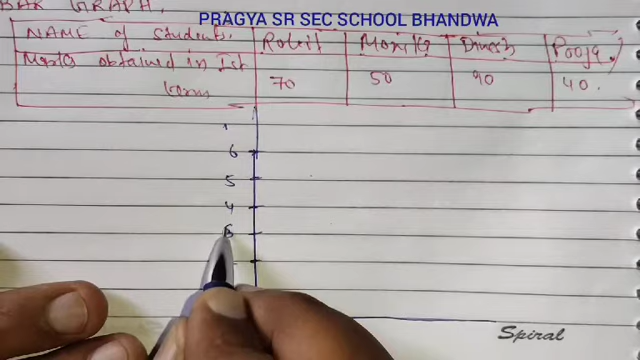 BAR GRAPH.
PRAGYA SR SEC SCHOOL BHANDWA
NAME of students. Rohit Monika Dinesh Pooja
Marks obtained in Ist term 70 50 90 40.
6
5
4
Spiral